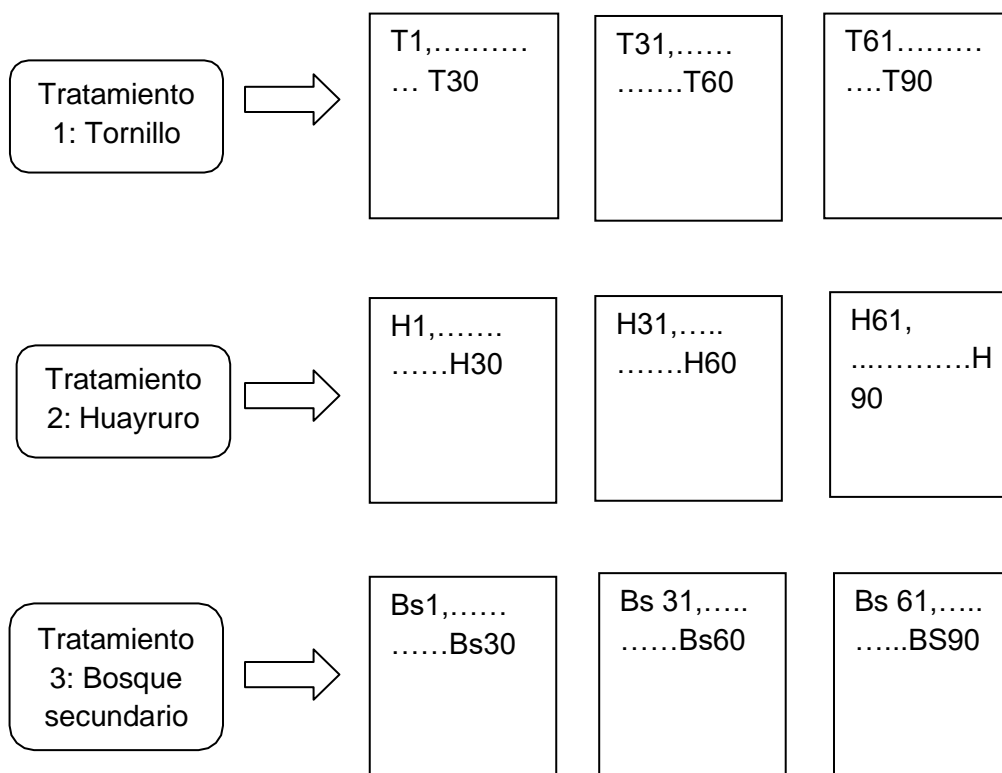 Tratamiento
1: Tornillo
T1,……..……
… T30
T31,……
…….T60
T61………
….T90
Tratamiento
2: Huayruro
H1,…….
……H30
H31,…..
…….H60
H61,
...……….H
90
Tratamiento
3: Bosque
secundario
Bs1,……
……Bs30
Bs 31,…..
……Bs60
Bs 61,…..
…...BS90